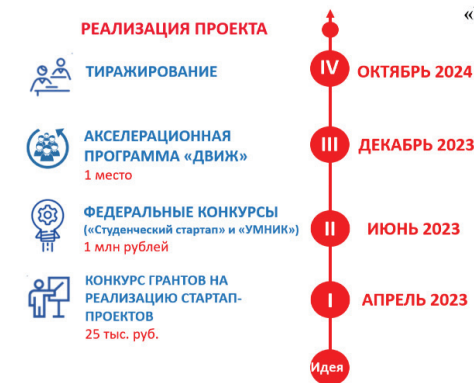 «
РЕАЛИЗАЦИЯ ПРОЕКТА
ТИРАЖИРОВАНИЕ
IV
ОКТЯБРЬ 2024
АКСЕЛЕРАЦИОННАЯ
ПРОГРАММА «ДВИЖ»
1 место
III
ДЕКАБРЬ 2023
ФЕДЕРАЛЬНЫЕ КОНКУРСЫ
(«Студенческий стартап» и «УМНИК»)
1 млн рублей
II
ИЮНЬ 2023
КОНКУРС ГРАНТОВ НА
РЕАЛИЗАЦИЮ СТАРТАП-
ПРОЕКТОВ
25 тыс. руб.
I
АПРЕЛЬ 2023
Идея